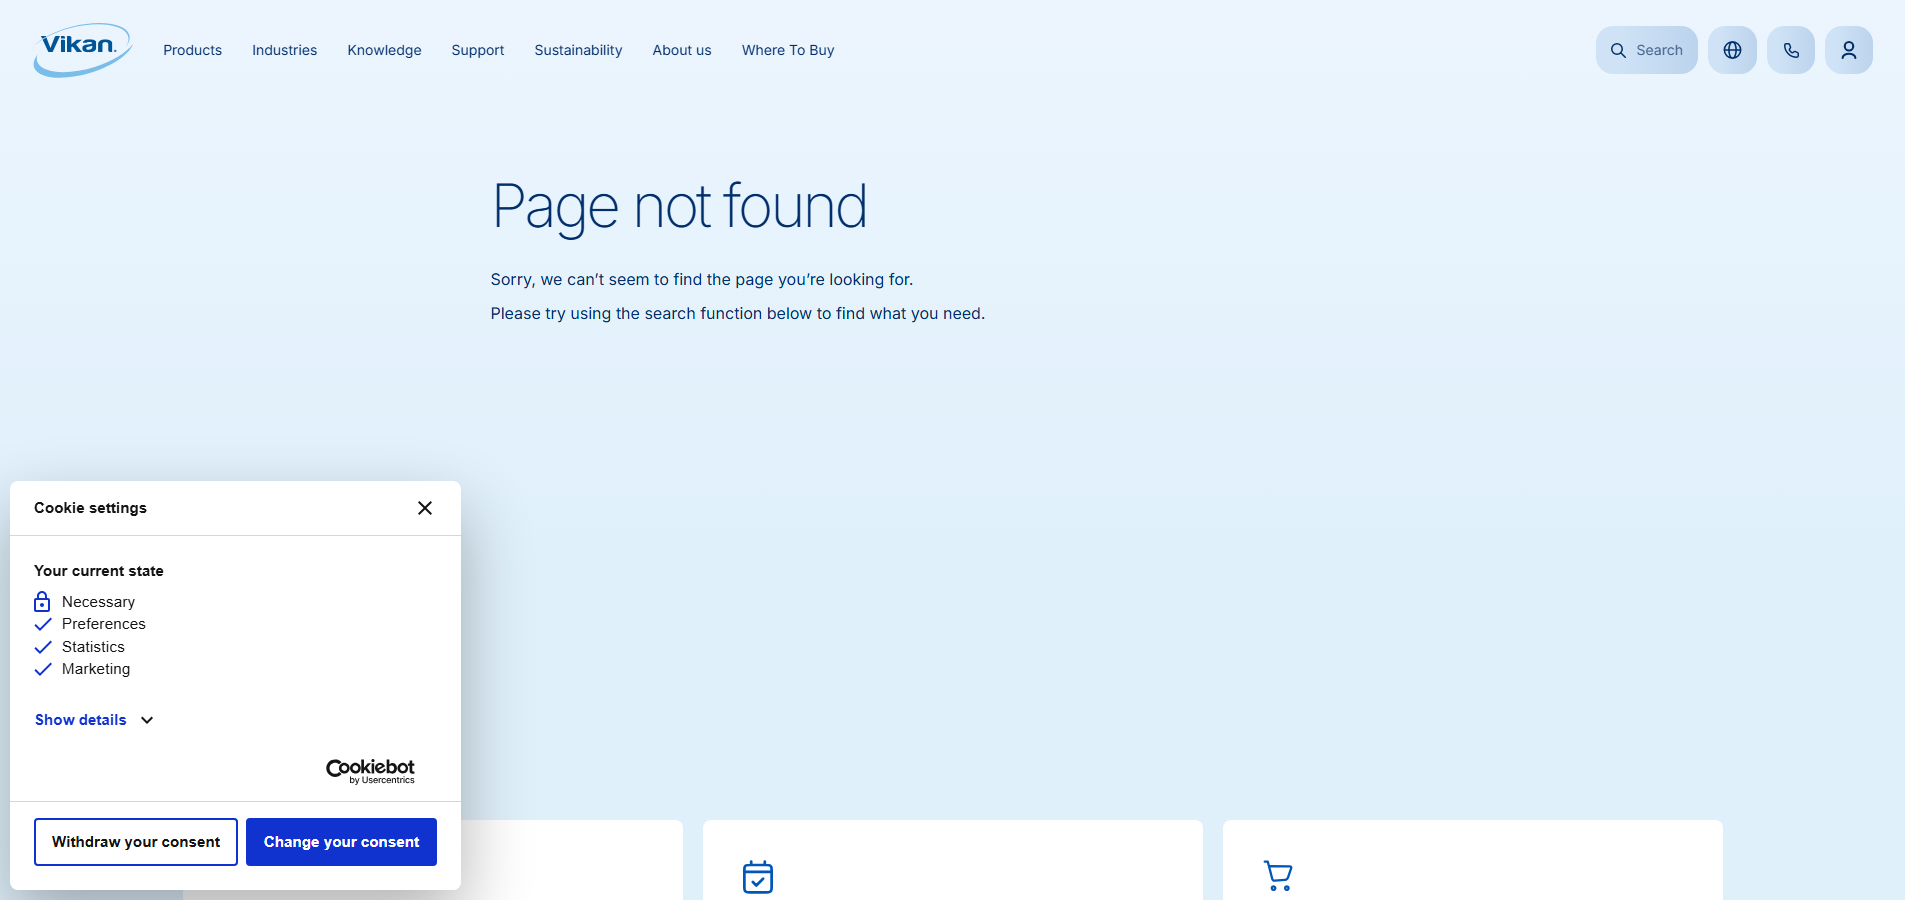 Vikan.
Products
Industries
Knowledge
Support
Sustainability
About us
Where To Buy
Search
Page not found
Sorry, we can't seem to find the page you're looking for.
Please try using the search function below to find what you need.
Cookie settings
Your current state
Necessary
Preferences
Statistics
Marketing
Show details
Cookiebot
by Usercentrics
Withdraw your consent
Change your consent